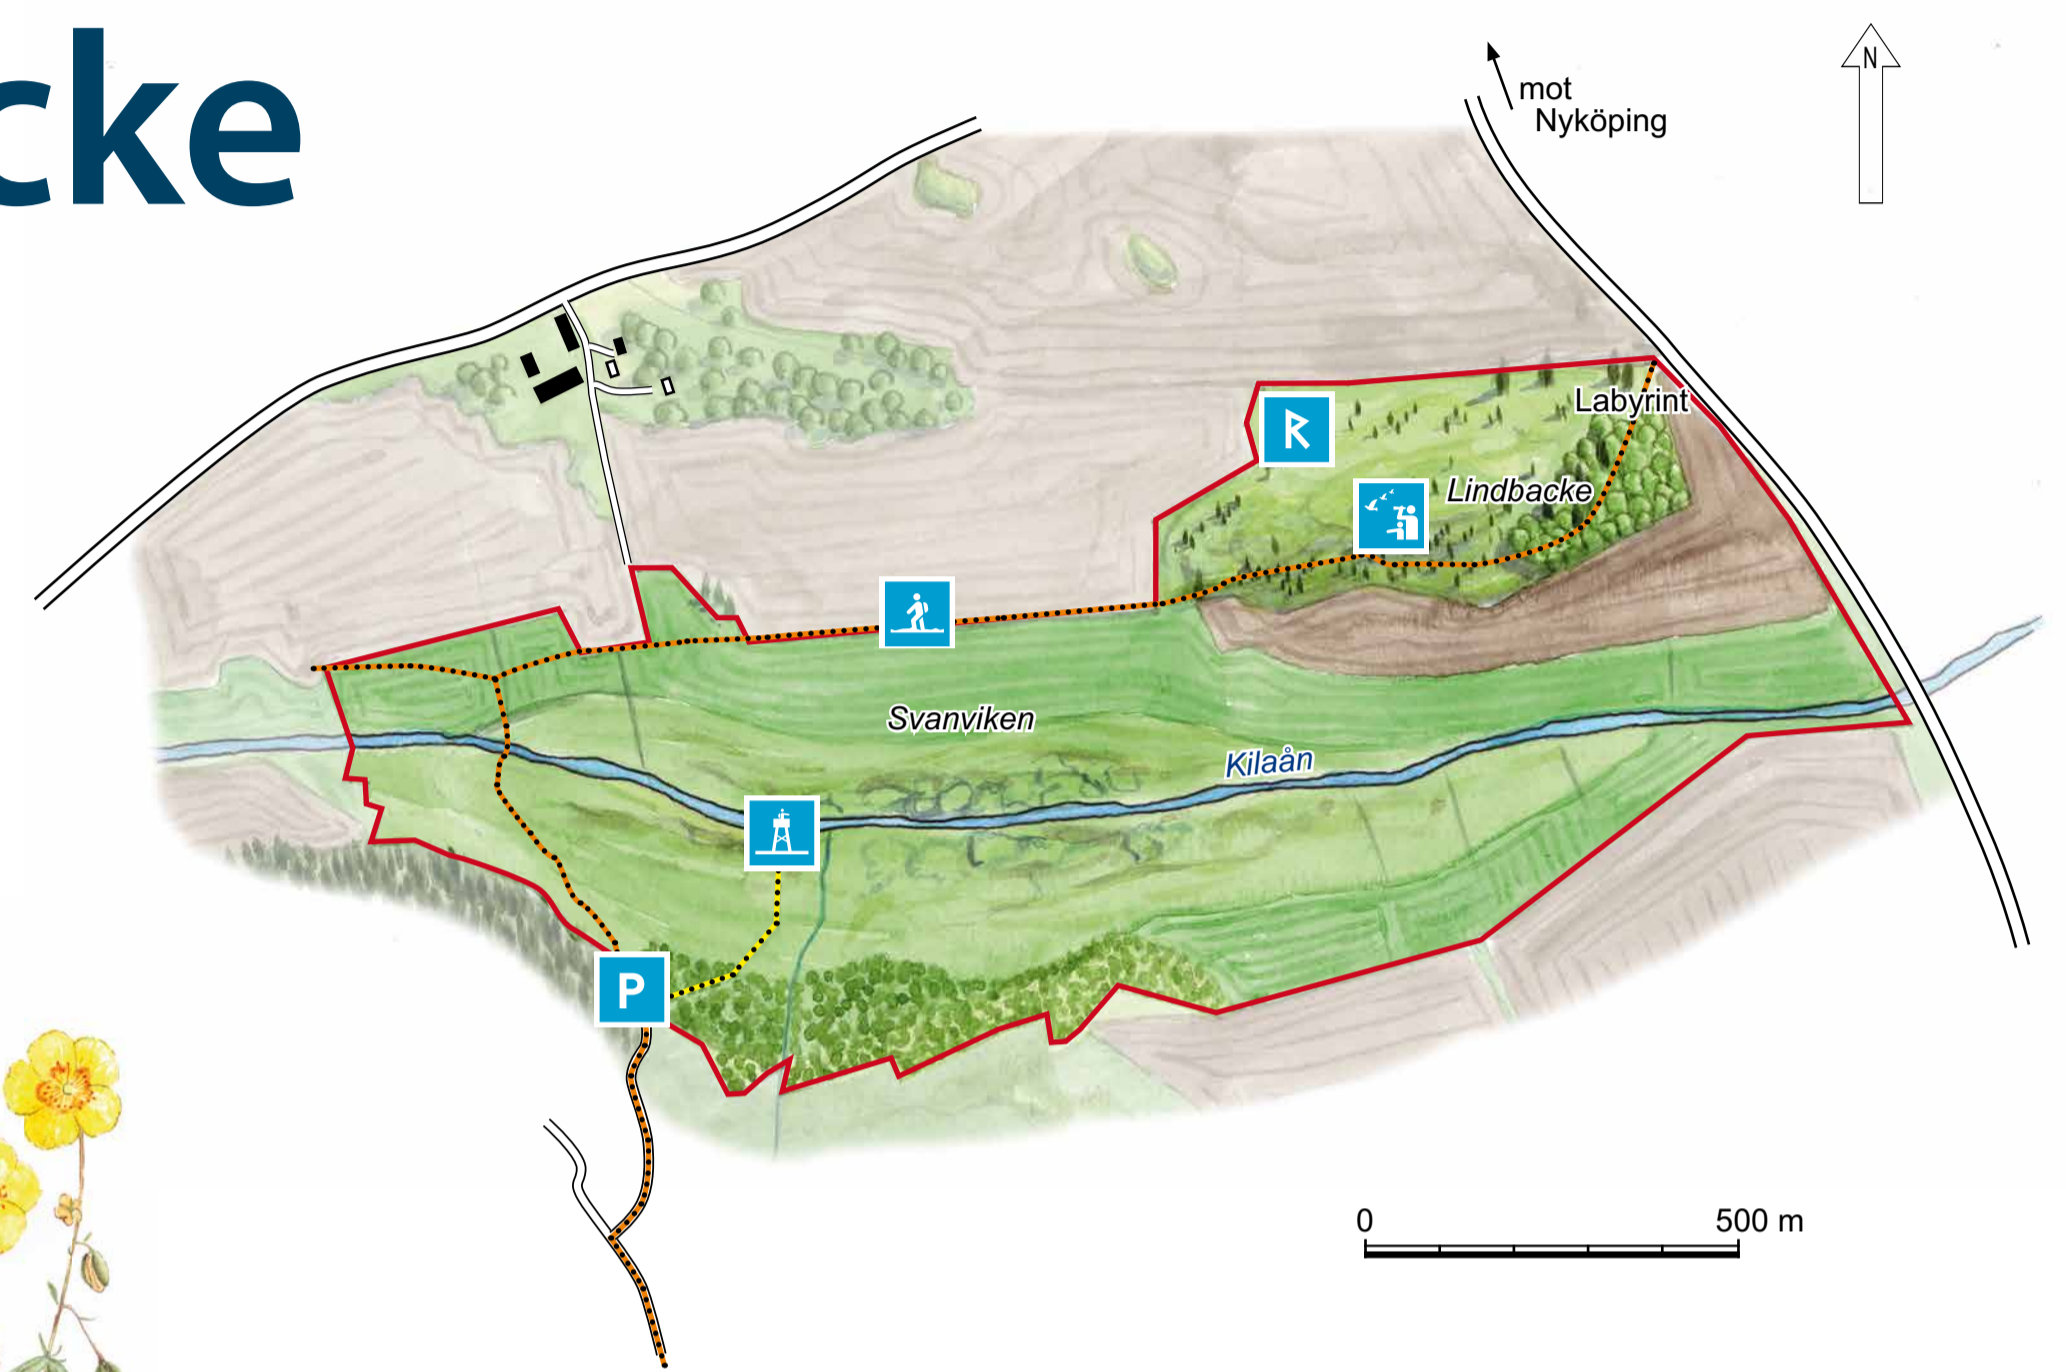 cke
mot
Nyköping
N
Labyrint
Lindbacke
Svanviken
Kilaån
P
0 500 m